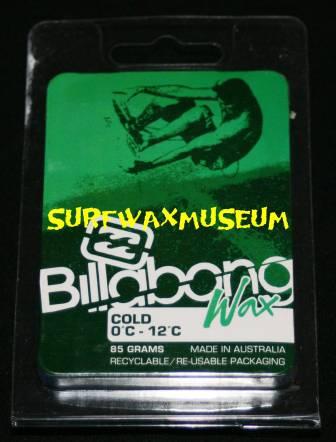 SURFWAXMUSEUM
Billabong
Wax
COLD
0°C - 12°C
85 GRAMS MADE IN AUSTRALIA
RECYCLABLE/RE-USABLE PACKAGING